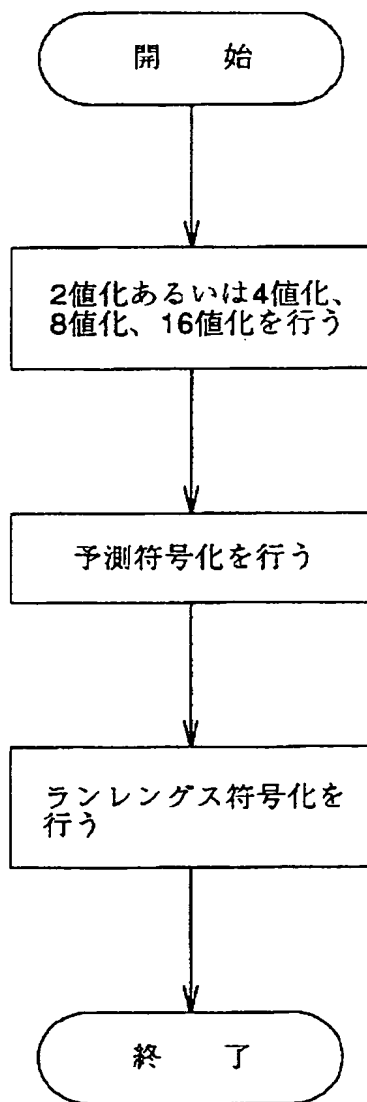 開 始
2値化あるいは4値化、
8値化、16値化を行う
予測符号化を行う
ランレングス符号化を
行う
終 了